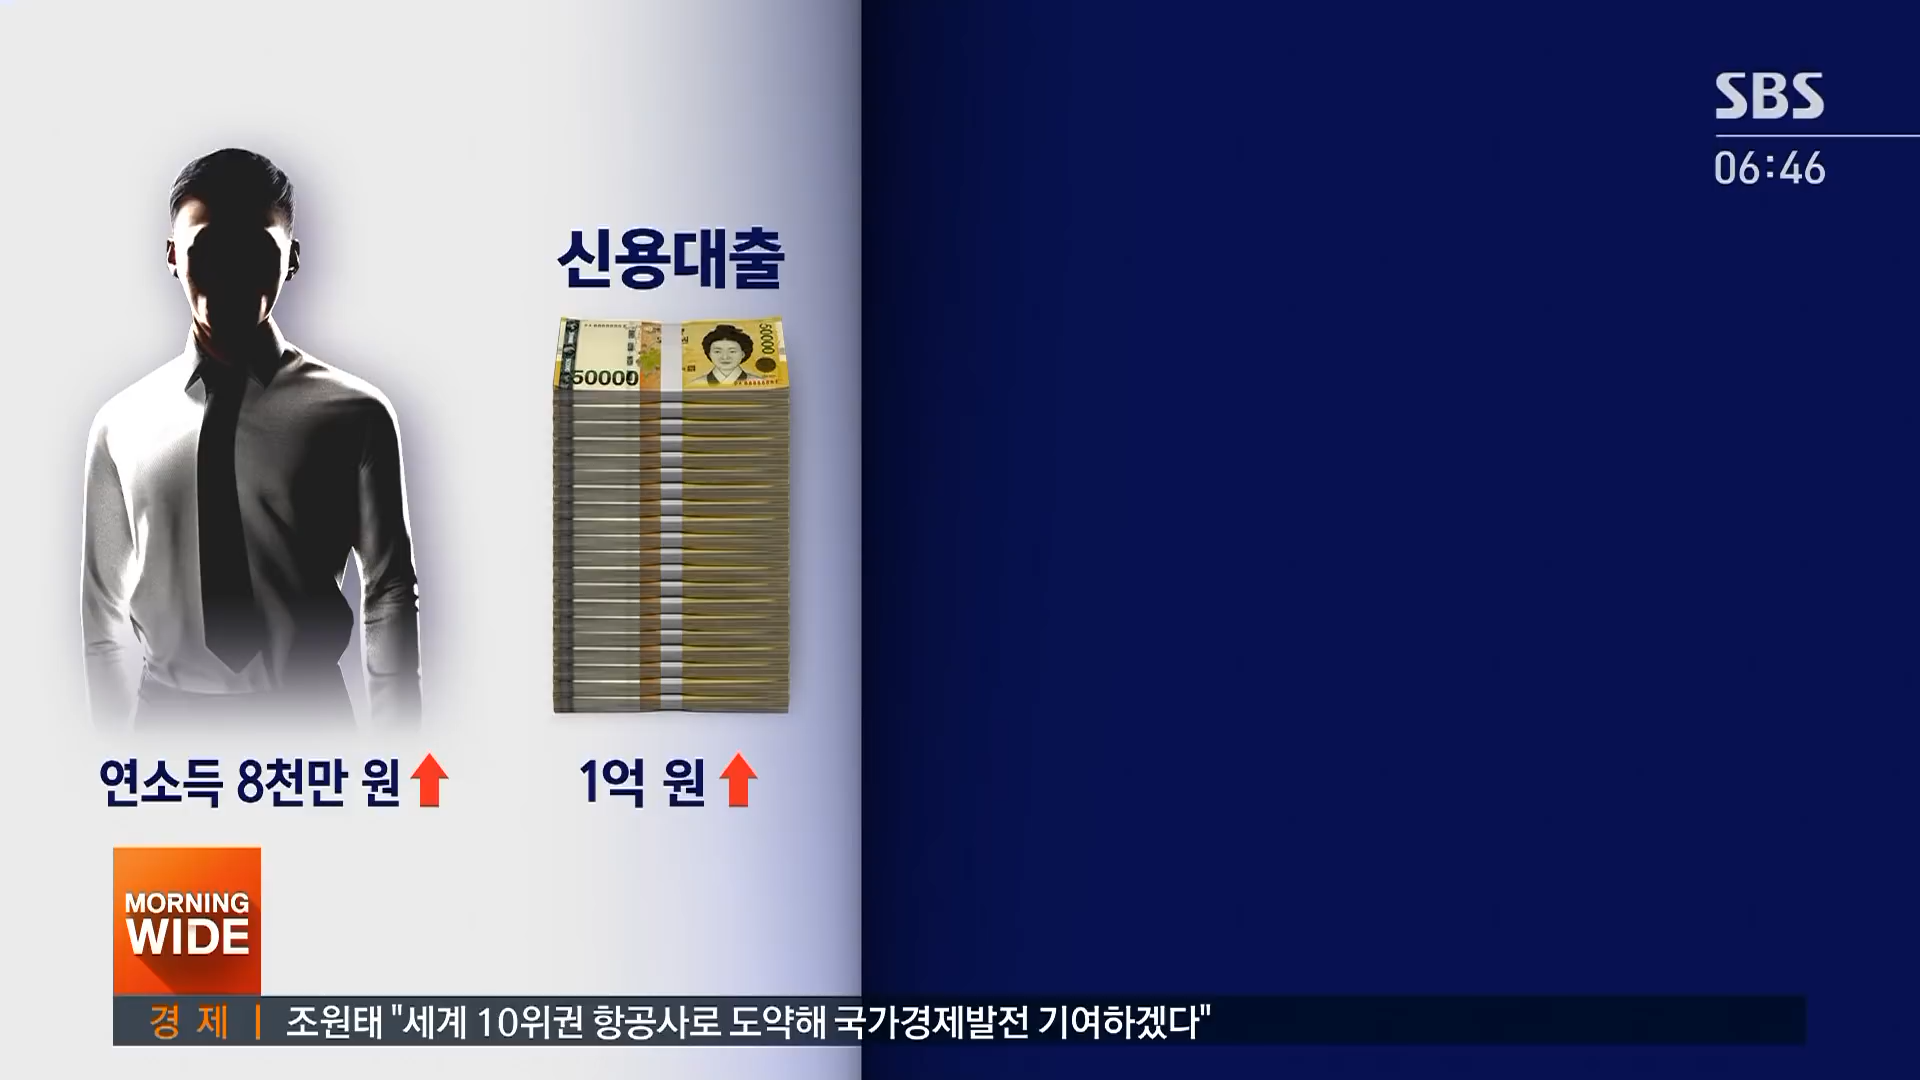 SBS
06:46
신용대출
50000
50000
연소득 8천만 원
1억 원
MORNING
WIDE
경제
조원태 "세계 10위권 항공사로 도약해 국가경제발전 기여하겠다"